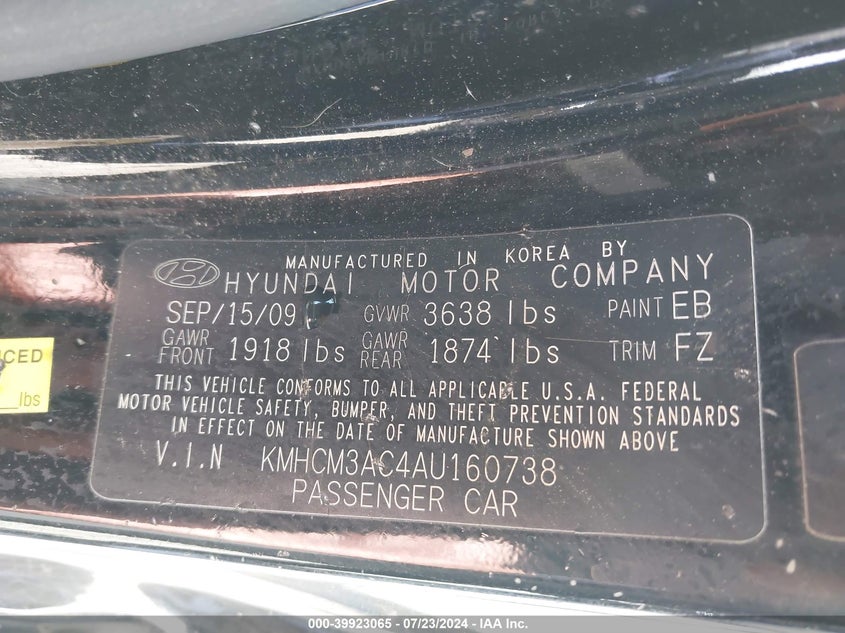 MANUFACTURED IN KOREA BY
HYUNDAI MOTOR COMPANY
SEP/15/09 GVWR 3638 lbs PAINT EB
GAWR FRONT 1918 lbs GAWR REAR 1874 lbs TRIM FZ
THIS VEHICLE CONFORMS TO ALL APPLICABLE U.S.A. FEDERAL
MOTOR VEHICLE SAFETY, BUMPER, AND THEFT PREVENTION STANDARDS
IN EFFECT ON THE DATE OF MANUFACTURE SHOWN ABOVE
V.I.N KMHCM3AC4AU160738
PASSENGER CAR
lbs
000-39923065 / 07/23/2024 - IAA Inc.